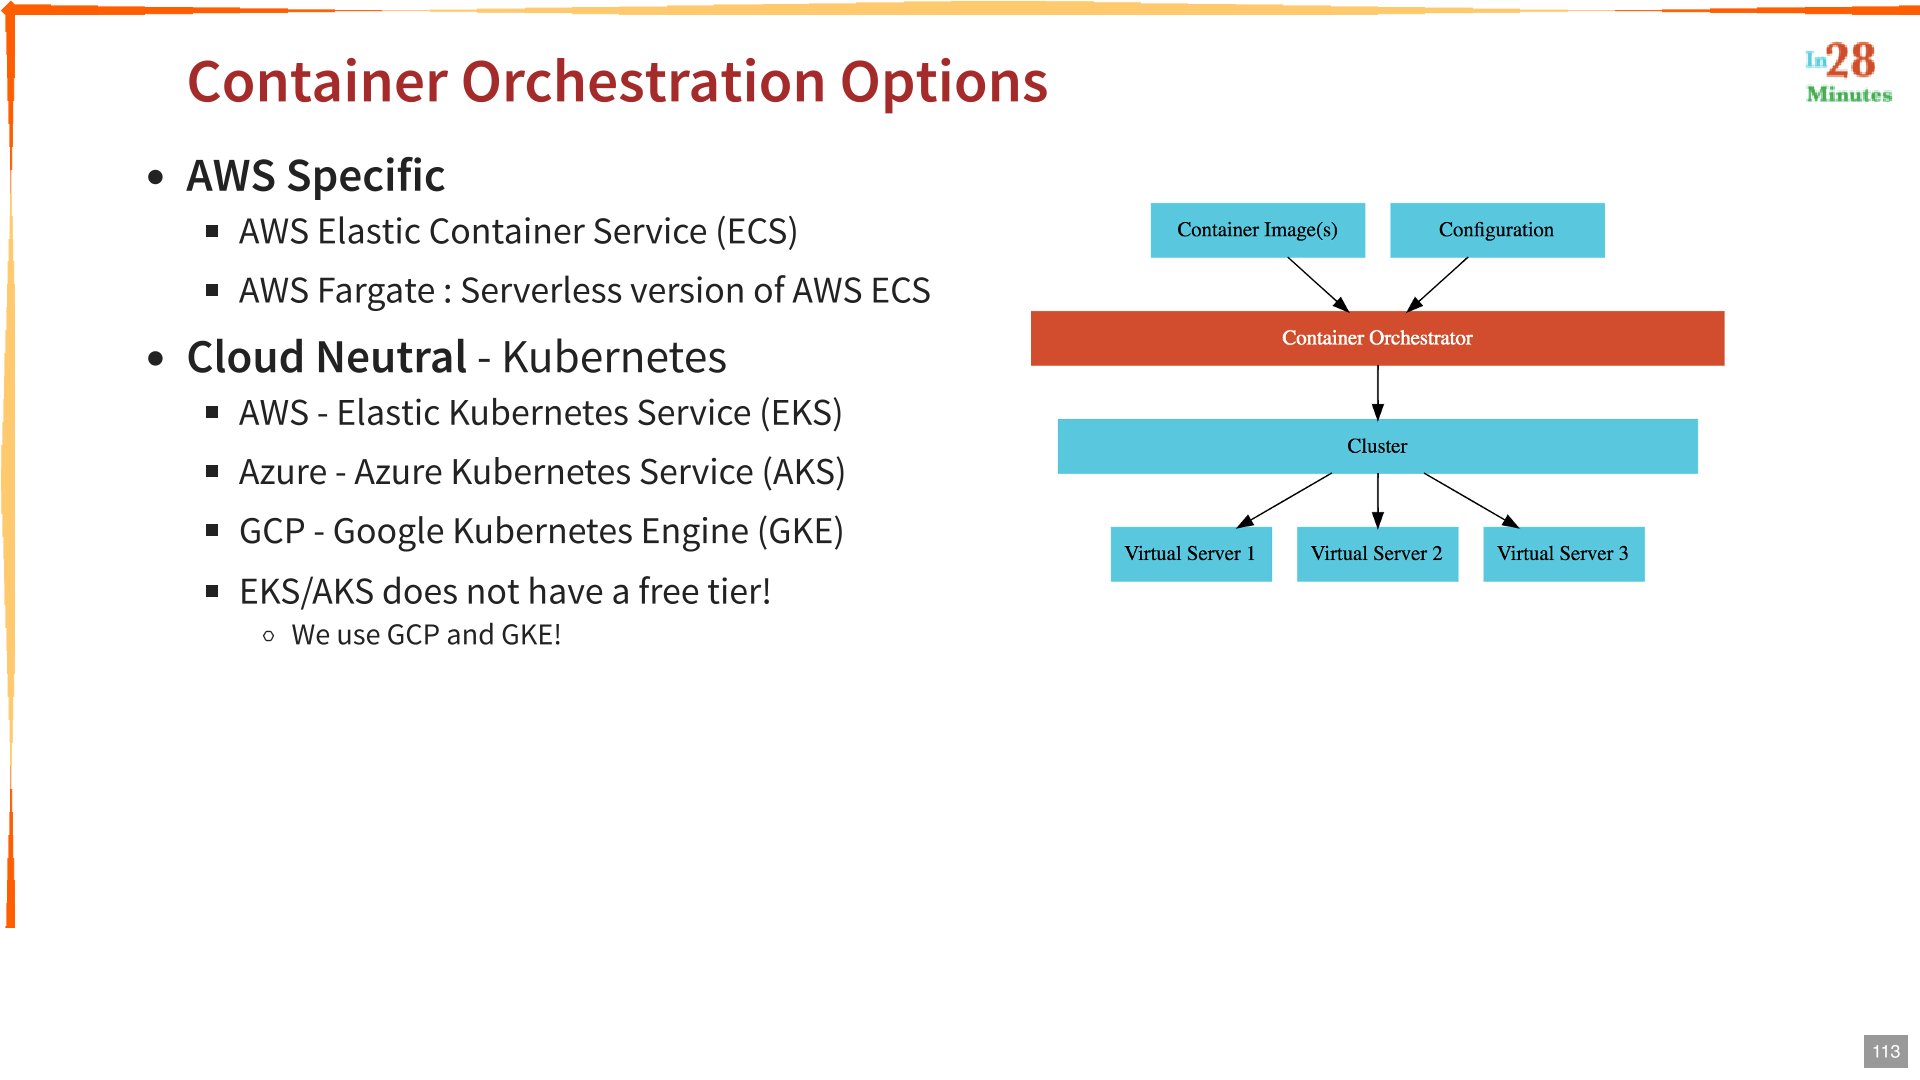 Container Orchestration Options
In28
Minutes
• AWS Specific
▪ AWS Elastic Container Service (ECS)
▪ AWS Fargate : Serverless version of AWS ECS
• Cloud Neutral - Kubernetes
▪ AWS - Elastic Kubernetes Service (EKS)
▪ Azure - Azure Kubernetes Service (AKS)
▪ GCP - Google Kubernetes Engine (GKE)
▪ EKS/AKS does not have a free tier!
○ We use GCP and GKE!
Container Image(s)
Configuration
Container Orchestrator
Cluster
Virtual Server 1
Virtual Server 2
Virtual Server 3
113